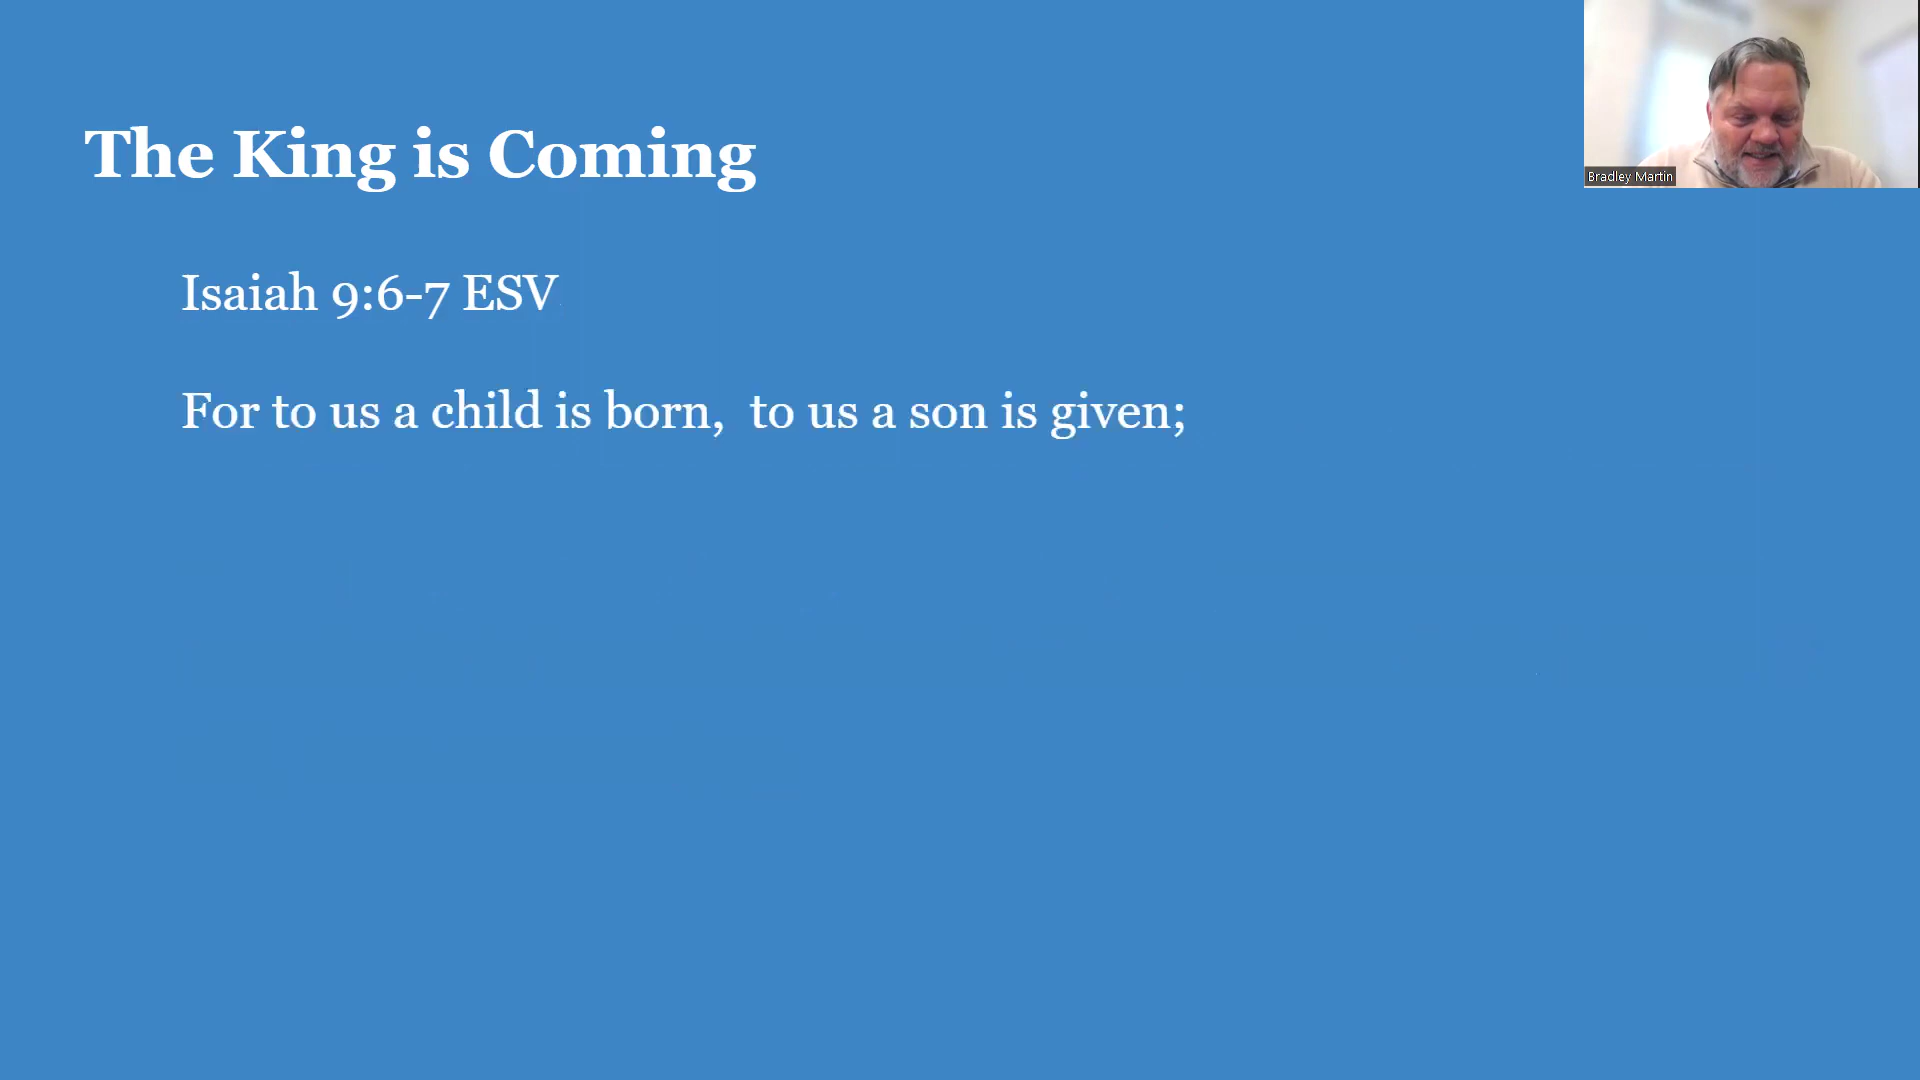 The King is Coming
Bradley Martin
Isaiah 9:6-7 ESV
For to us a child is born,  to us a son is given;